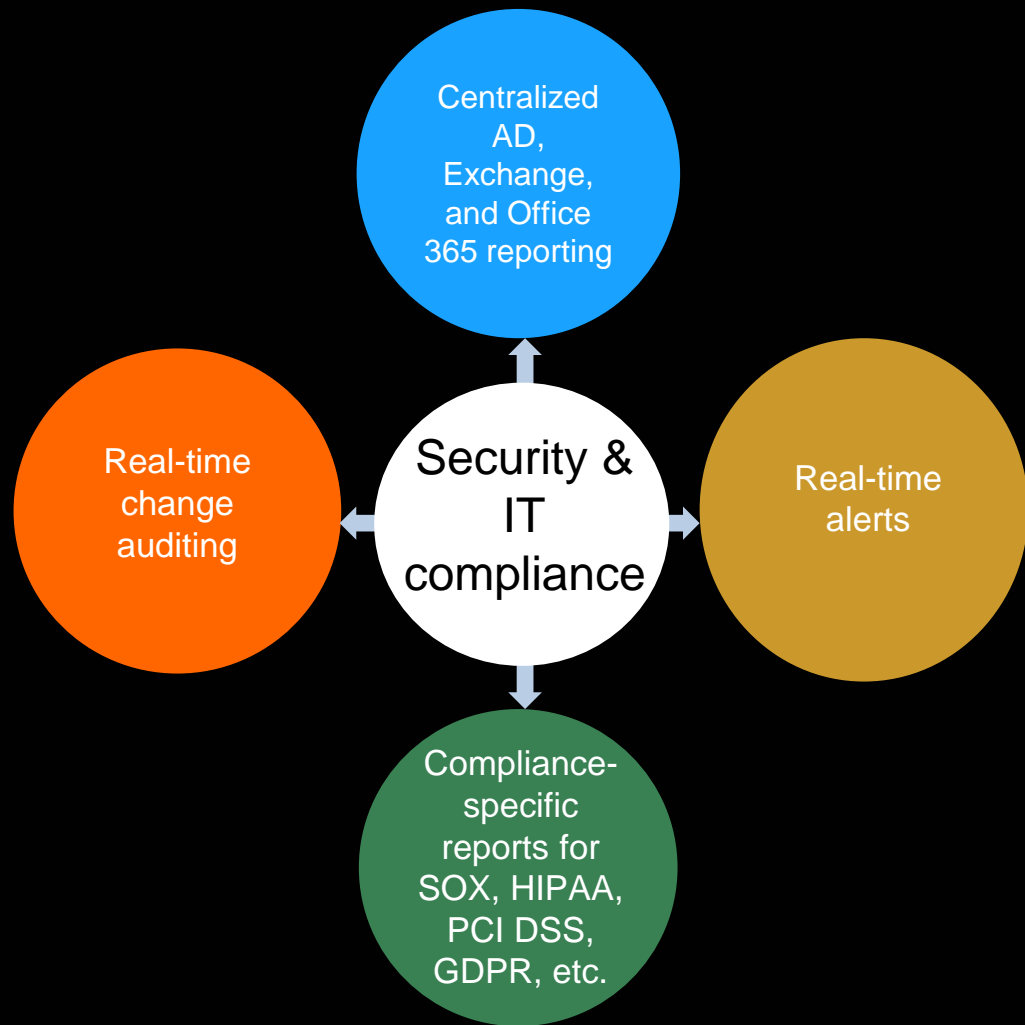 Centralized
AD,
Exchange,
and Office
365 reporting
Real-time
change
auditing
Security &
IT
compliance
Real-time
alerts
Compliance-
specific
reports for
SOX, HIPAA,
PCI DSS,
GDPR, etc.